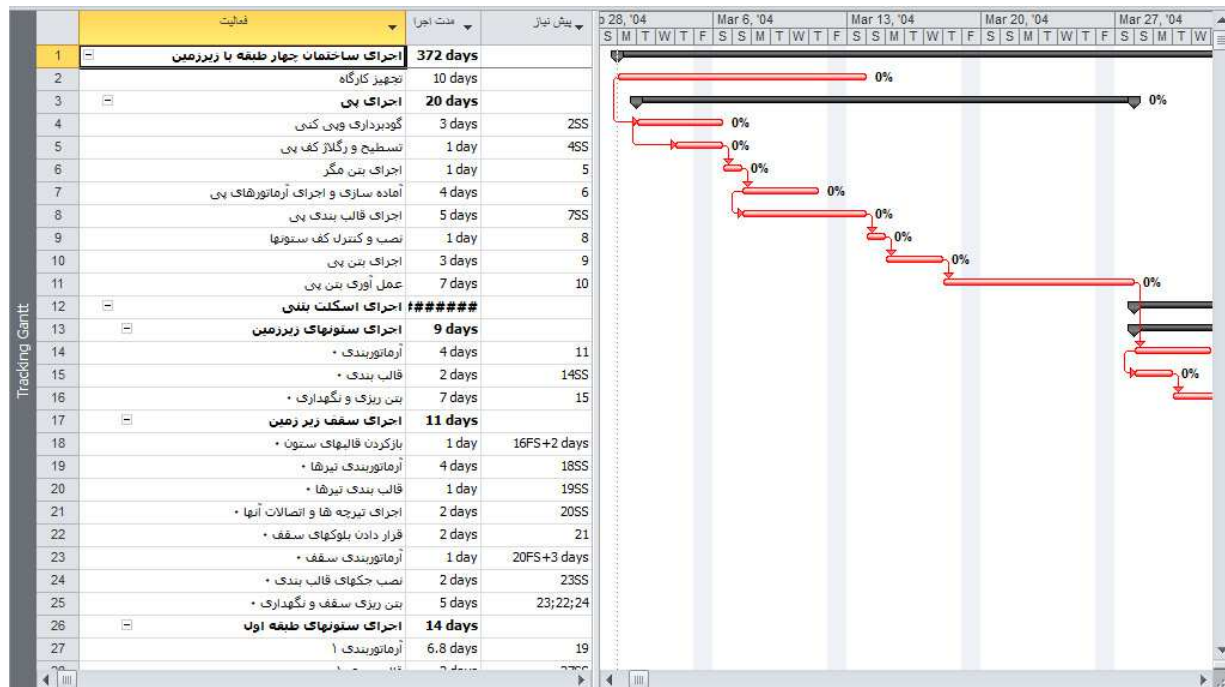 فعالیت مدت اجرا پیش نیاز b 28, '04 Mar 6, '04 Mar 13, '04 Mar 20, '04 Mar 27, '04
S M T W T F S S M T W T F S S M T W T F S S M T W T F S S M T W
1 اجرای ساختمان چهار طبقه با زیرزمین 372 days
2 تجهیز کارگاه 10 days 0%
3 اجرای پی 20 days 0%
4 گودبرداری وپی کنی 3 days 2SS 0%
5 تسطیح و رگلاژ کف پی 1 day 4SS 0%
6 اجرای بتن مگر 1 day 5 0%
7 آماده سازی و اجرای آرماتورهای پی 4 days 6 0%
8 اجرای قالب بندی پی 5 days 7SS 0%
9 نصب و کنترل کف ستونها 1 day 8 0%
10 اجرای بتن پی 3 days 9 0%
11 عمل آوری بتن پی 7 days 10 0%
12 اجرای اسکلت بتنی #######
13 اجرای ستونهای زیرزمین 9 days
14 آرماتوربندی ۰ 4 days 11
15 قالب بندی ۰ 2 days 14SS 0%
16 بتن ریزی و نگهداری ۰ 7 days 15
17 اجرای سقف زیر زمین 11 days
18 بازکردن قالبهای ستون ۰ 1 day 16FS+2 days
19 آرماتوربندی تیرها ۰ 4 days 18SS
20 قالب بندی تیرها ۰ 1 day 19SS
21 اجرای تیرچه ها و اتصالات آنها ۰ 2 days 20SS
22 قرار دادن بلوکهای سقف ۰ 2 days 21
23 آرماتوربندی سقف ۰ 1 day 20FS+3 days
24 نصب جکهای قالب بندی ۰ 2 days 23SS
25 بتن ریزی سقف و نگهداری ۰ 5 days 23;22;24
26 اجرای ستونهای طبقه اول 14 days
27 آرماتوربندی ۱ 6.8 days 19
Tracking Gantt